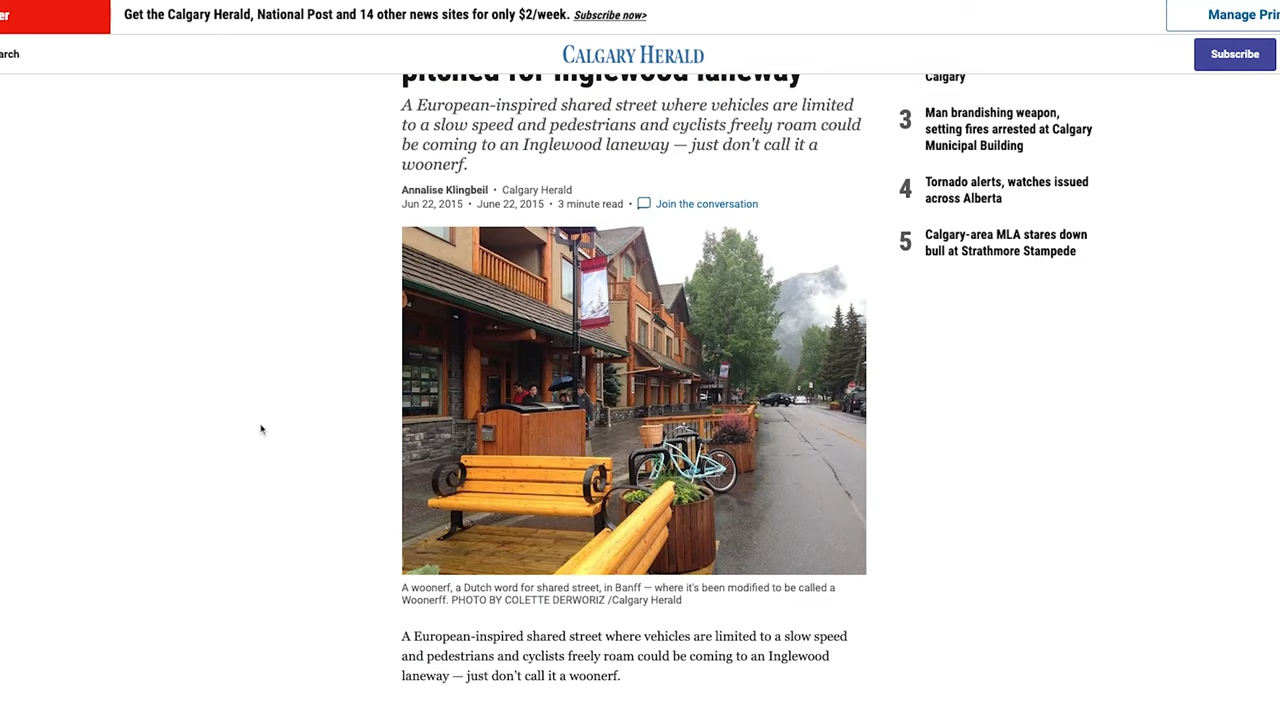 er
Get the Calgary Herald, National Post and 14 other news sites for only $2/week. Subscribe now>
Manage Prin
arch
CALGARY HERALD
Subscribe
pitched for Inglewood laneway
A European-inspired shared street where vehicles are limited
to a slow speed and pedestrians and cyclists freely roam could
be coming to an Inglewood laneway — just don't call it a
woonerf.
Annalise Klingbeil • Calgary Herald
Jun 22, 2015 • June 22, 2015 • 3 minute read • Join the conversation
A woonerf, a Dutch word for shared street, in Banff — where it's been modified to be called a
Woonerff. PHOTO BY COLETTE DERWORIZ /Calgary Herald
A European-inspired shared street where vehicles are limited to a slow speed
and pedestrians and cyclists freely roam could be coming to an Inglewood
laneway — just don't call it a woonerf.
Calgary
3
Man brandishing weapon,
setting fires arrested at Calgary
Municipal Building
4
Tornado alerts, watches issued
across Alberta
5
Calgary-area MLA stares down
bull at Strathmore Stampede